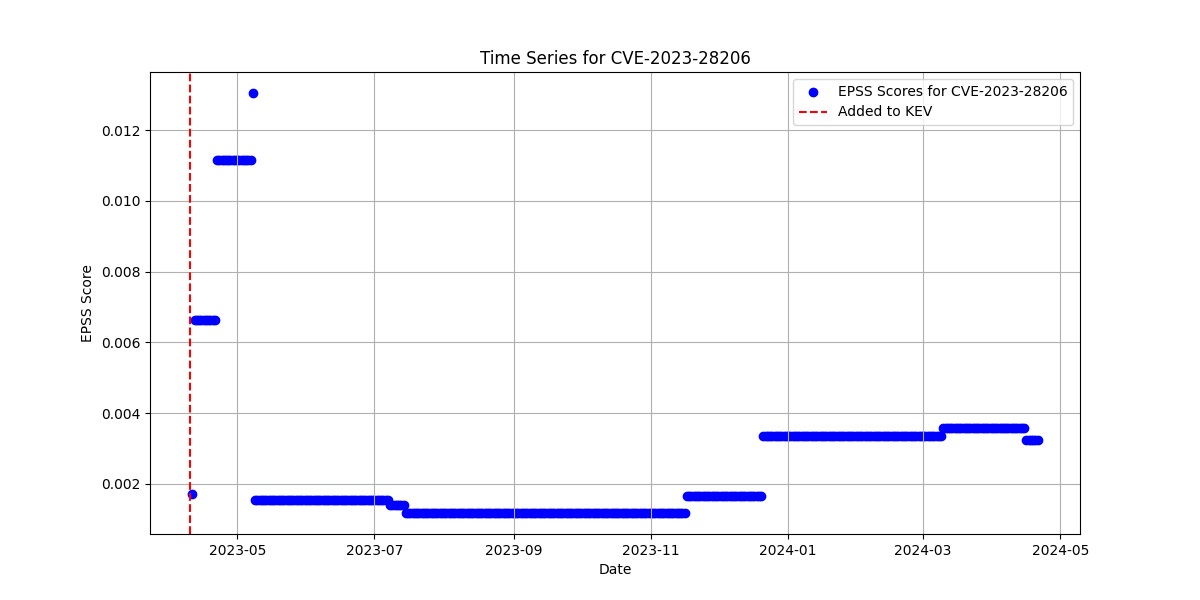 Time Series for CVE-2023-28206
EPSS Scores for CVE-2023-28206
Added to KEV
EPSS Score
0.012
0.010
0.008
0.006
0.004
0.002
2023-05
2023-07
2023-09
2023-11
2024-01
2024-03
2024-05
Date